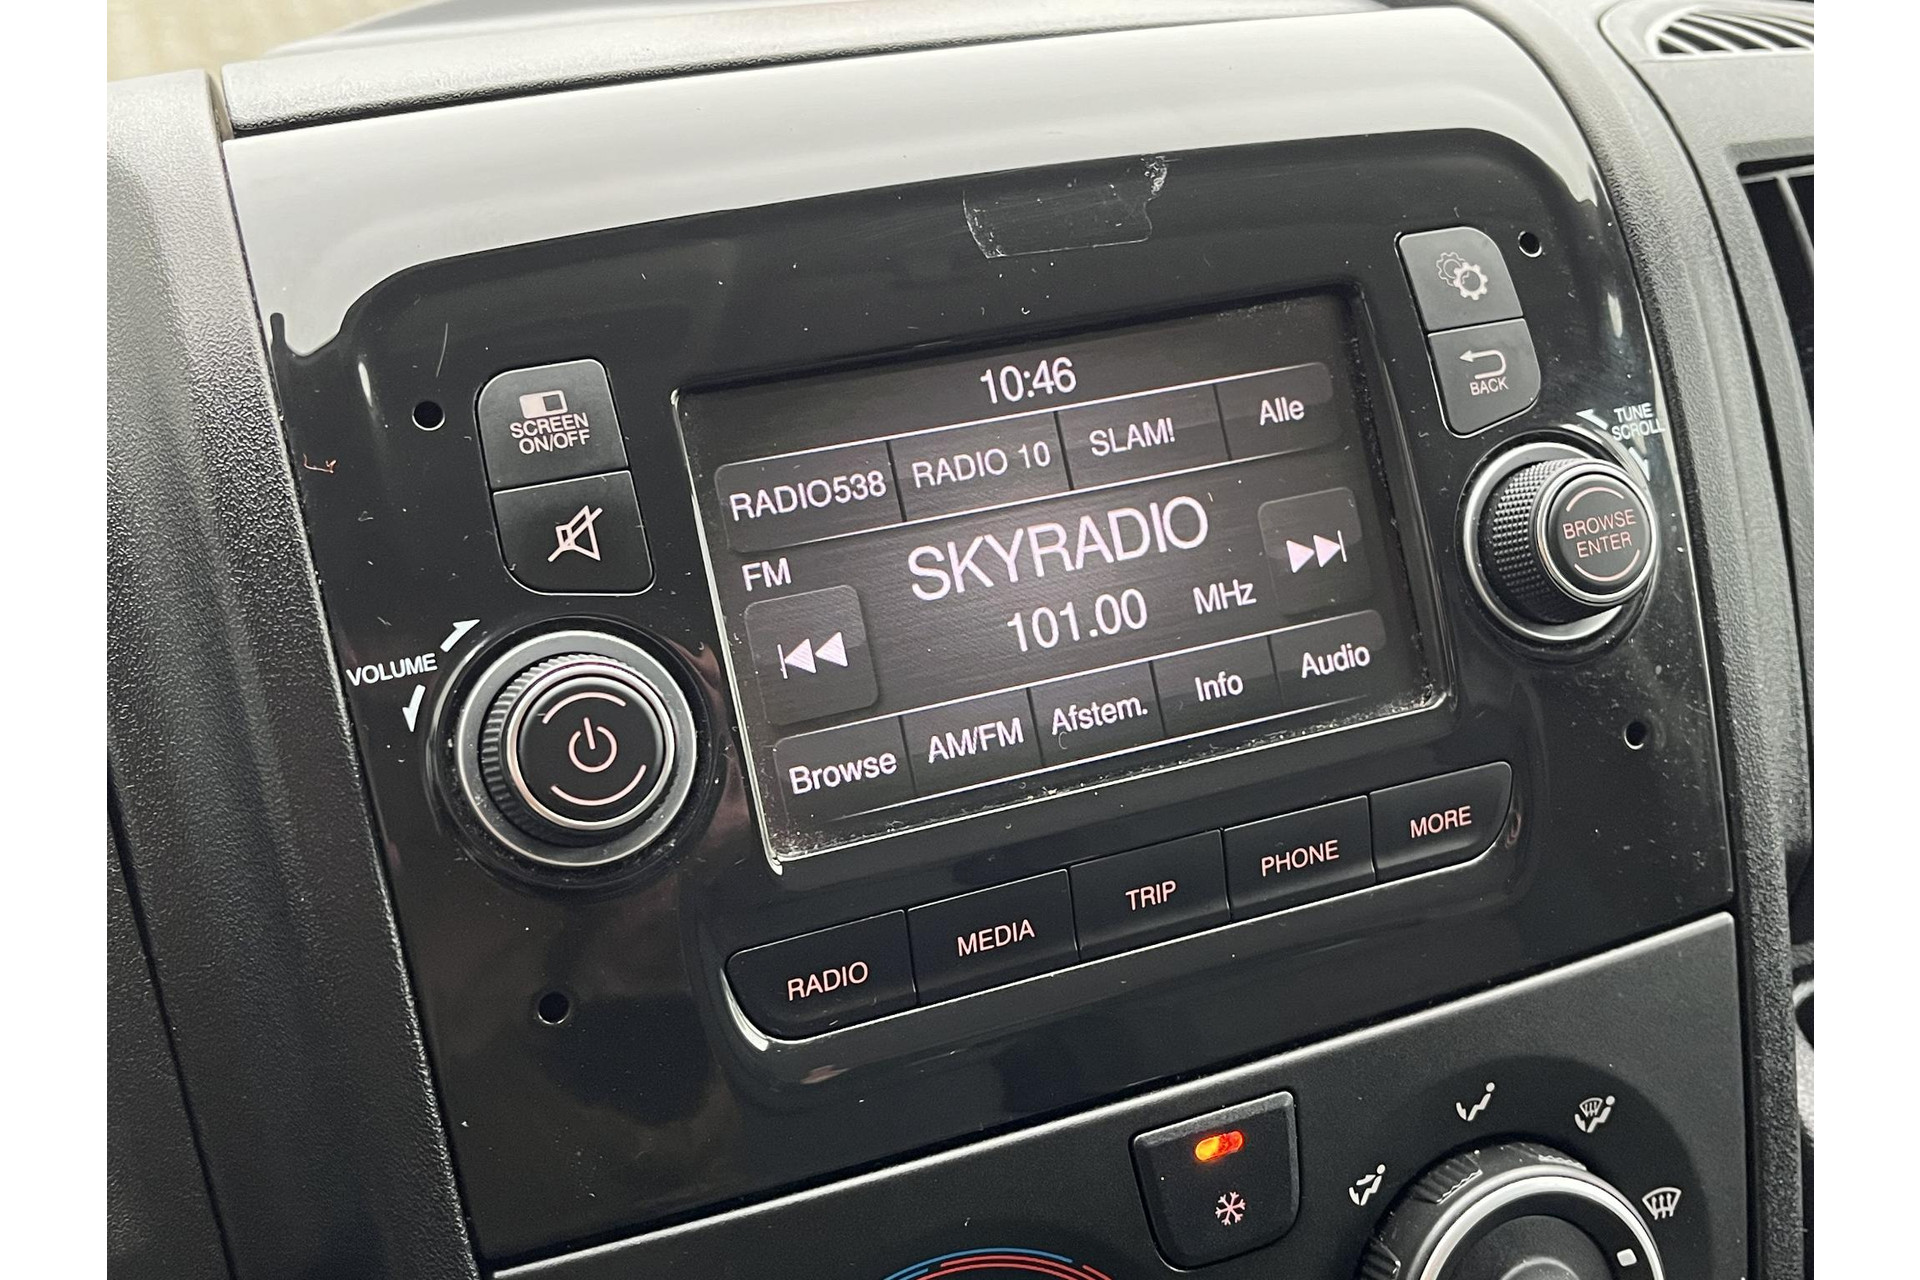 SCREEN
ON/OFF
10:46
RADIO538 RADIO 10 SLAM! Alle
FM
SKYRADIO
101.00 MHz
Browse AM/FM Afstem. Info Audio
BACK
TUNE
SCROLL
BROWSE
ENTER
VOLUME
RADIO MEDIA TRIP PHONE MORE